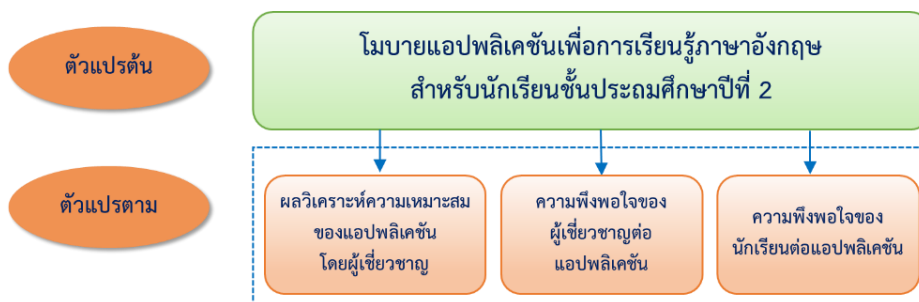 ตัวแปรต้น
โมบายแอปพลิเคชันเพื่อการเรียนรู้ภาษาอังกฤษ
สำหรับนักเรียนชั้นประถมศึกษาปีที่ 2
ตัวแปรตาม
ผลวิเคราะห์ความเหมาะสม
ของแอปพลิเคชัน
โดยผู้เชี่ยวชาญ
ความพึงพอใจของ
ผู้เชี่ยวชาญต่อ
แอปพลิเคชัน
ความพึงพอใจของ
นักเรียนต่อแอปพลิเคชัน